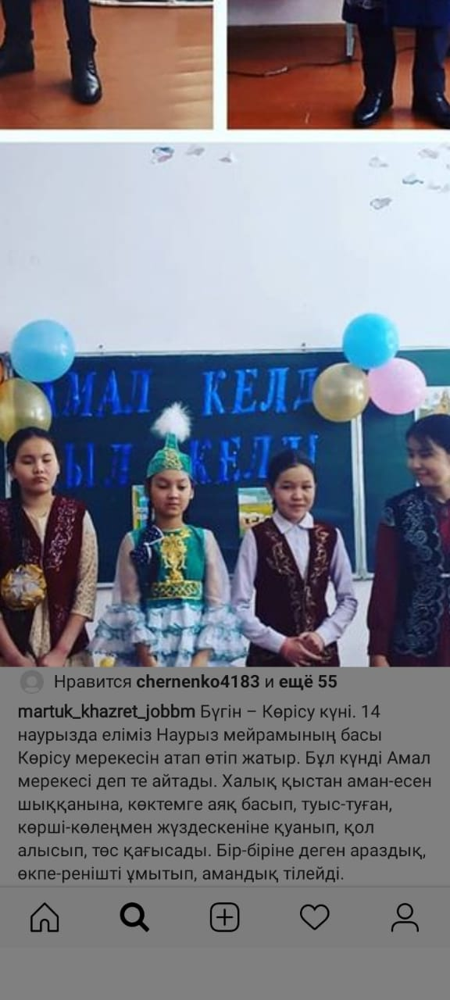 АМАЛ КЕЛД
ЫЛ КЕЛДІ
Нравится chernenko4183 и ещё 55
martuk_khazret_jobbm Бүгін – Көрісу күні. 14
наурызда еліміз Наурыз мейрамының басы
Көрісу мерекесін атап өтіп жатыр. Бұл күнді Амал
мерекесі деп те айтады. Халық қыстан аман-есен
шыққанына, көктемге аяқ басып, туыс-туған,
көрші-көлеңмен жүздескеніне қуанып, қол
алысып, төс қағысады. Бір-біріне деген араздық,
өкпе-ренішті ұмытып, амандық тілейді.